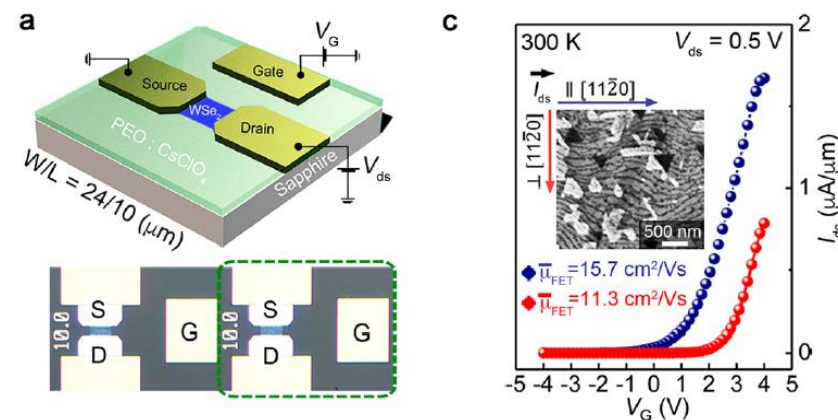 a
V_G
Source
Gate
WSe₂
Drain
PEO : CsClO₄
Sapphire
V_ds
W/L = 24/10 (μm)
10.0
S
D
G
10.0
S
D
G
c
300 K
V_ds = 0.5 V
I_ds
∥ [112̄0]
⊥ [112̄0]
500 nm
μ̄_FET=15.7 cm²/Vs
μ̄_FET=11.3 cm²/Vs
2
1
0
I_ds (μA/μm)
-5 -4 -3 -2 -1 0 1 2 3 4 5
V_G (V)